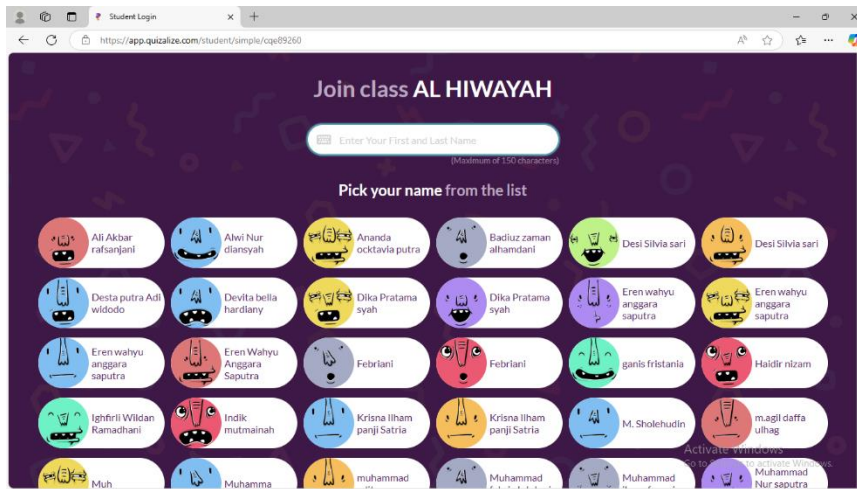 Student Login
https://app.quizalize.com/student/simple/cqe89260
Join class AL HIWAYAH
Enter Your First and Last Name
(Maximum of 150 characters)
Pick your name from the list
Ali Akbar
rafsanjani
Alwi Nur
diansyah
Ananda
ocktavia putra
Badiuz zaman
alhamdani
Desi Silvia sari
Desi Silvia sari
Desta putra Adi
widodo
Devita bella
hardiany
Dika Pratama
syah
Dika Pratama
syah
Eren wahyu
anggara
saputra
Eren wahyu
anggara
saputra
Eren wahyu
anggara
saputra
Eren Wahyu
Anggara
Saputra
Febriani
Febriani
ganis fristania
Haidir nizam
Ighfirli Wildan
Ramadhani
Indik
mutmainah
Krisna Ilham
panji Satria
Krisna Ilham
panji Satria
M. Sholehudin
m.agil daffa
ulhag
Activate Windows
Go to
to activate Windows.
Muh
Muhamma
muhammad
Muhammad
Muhammad
Muhammad
Nur saputra